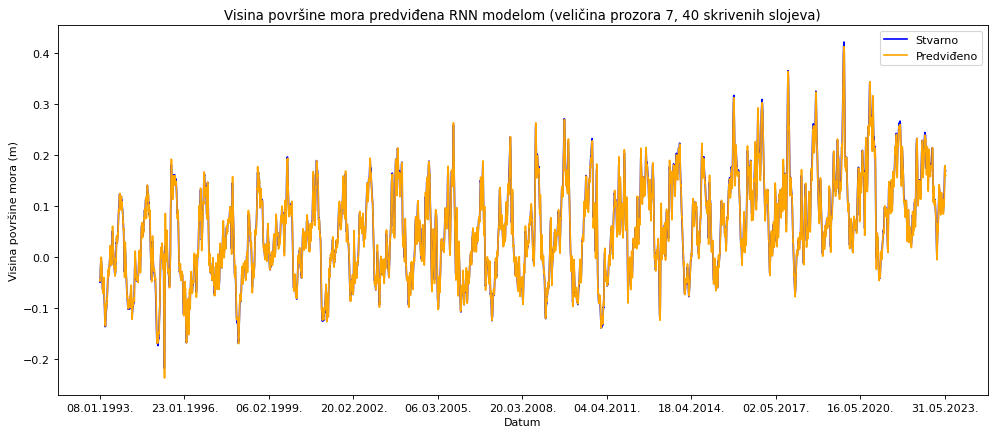 Visina površine mora predviđena RNN modelom (veličina prozora 7, 40 skrivenih slojeva)
Stvarno
Predviđeno
Visina površine mora (m)
0.4
0.3
0.2
0.1
0.0
−0.1
−0.2
08.01.1993. 23.01.1996. 06.02.1999. 20.02.2002. 06.03.2005. 20.03.2008. 04.04.2011. 18.04.2014. 02.05.2017. 16.05.2020. 31.05.2023.
Datum